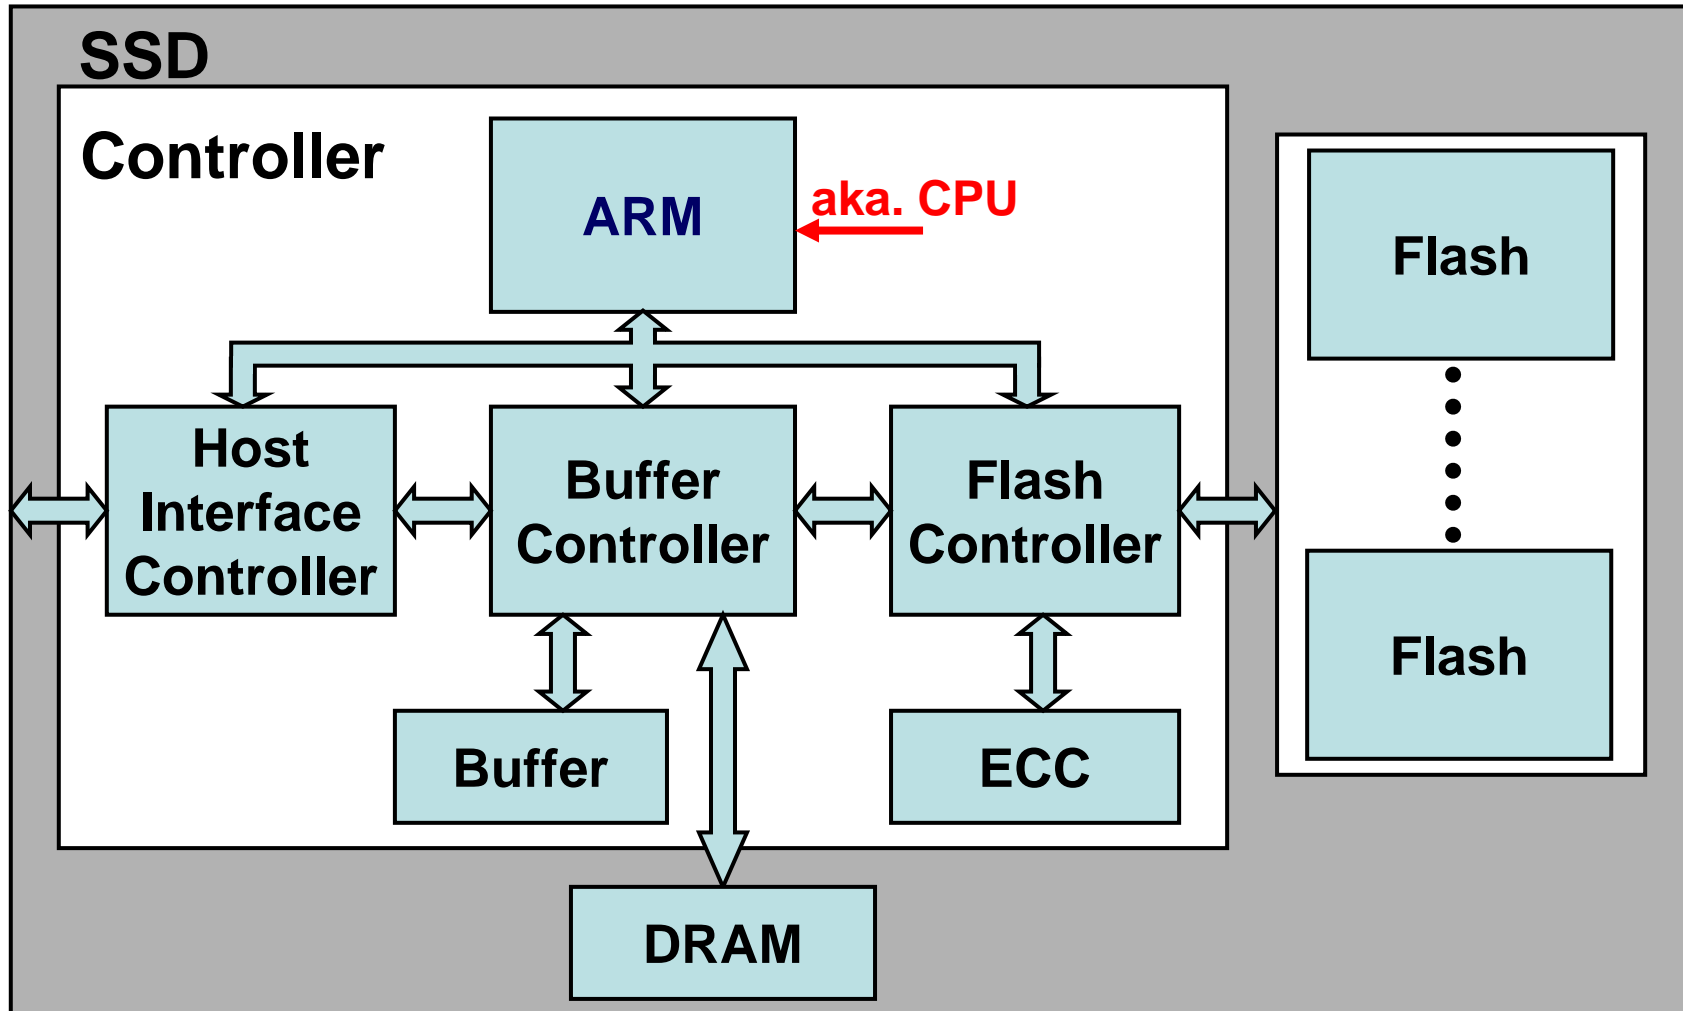 SSD
Controller
ARM
aka. CPU
Flash
Host
Interface
Controller
Buffer
Controller
Flash
Controller
Flash
Buffer
ECC
DRAM